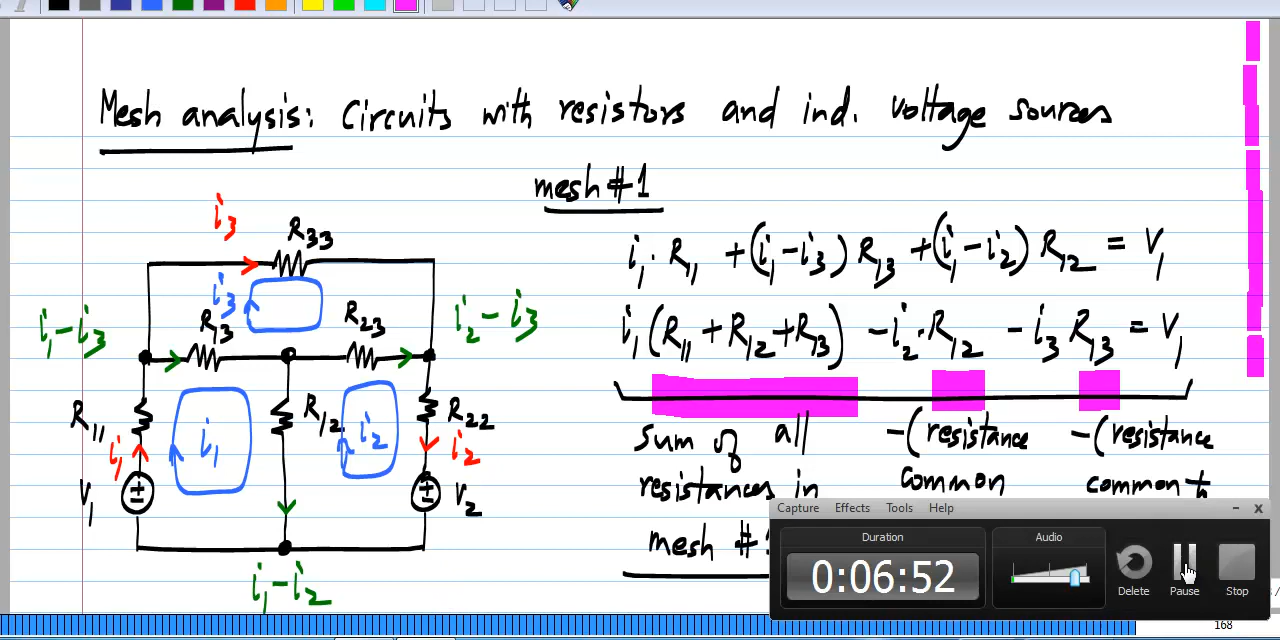 Mesh analysis: Circuits with resistors and ind. voltage sources
mesh #1
i₁·R₁₁ + (i₁-i₃) R₁₃ + (i₁-i₂) R₁₂ = V₁
i₁(R₁₁ + R₁₂ + R₁₃) - i₂·R₁₂ - i₃ R₁₃ = V₁
sum of all -(resistance -(resistance
resistances in common common
mesh #
i₃
R₃₃
i₃
i₁-i₃
R₁₃
R₂₃
i₂-i₃
R₁₁
i₁
i₁
R₁₂
i₂
R₂₂
i₂
V₁
V₂
i₁-i₂
Capture Effects Tools Help
Duration
0:06:52
Audio
Delete
Pause
Stop
168